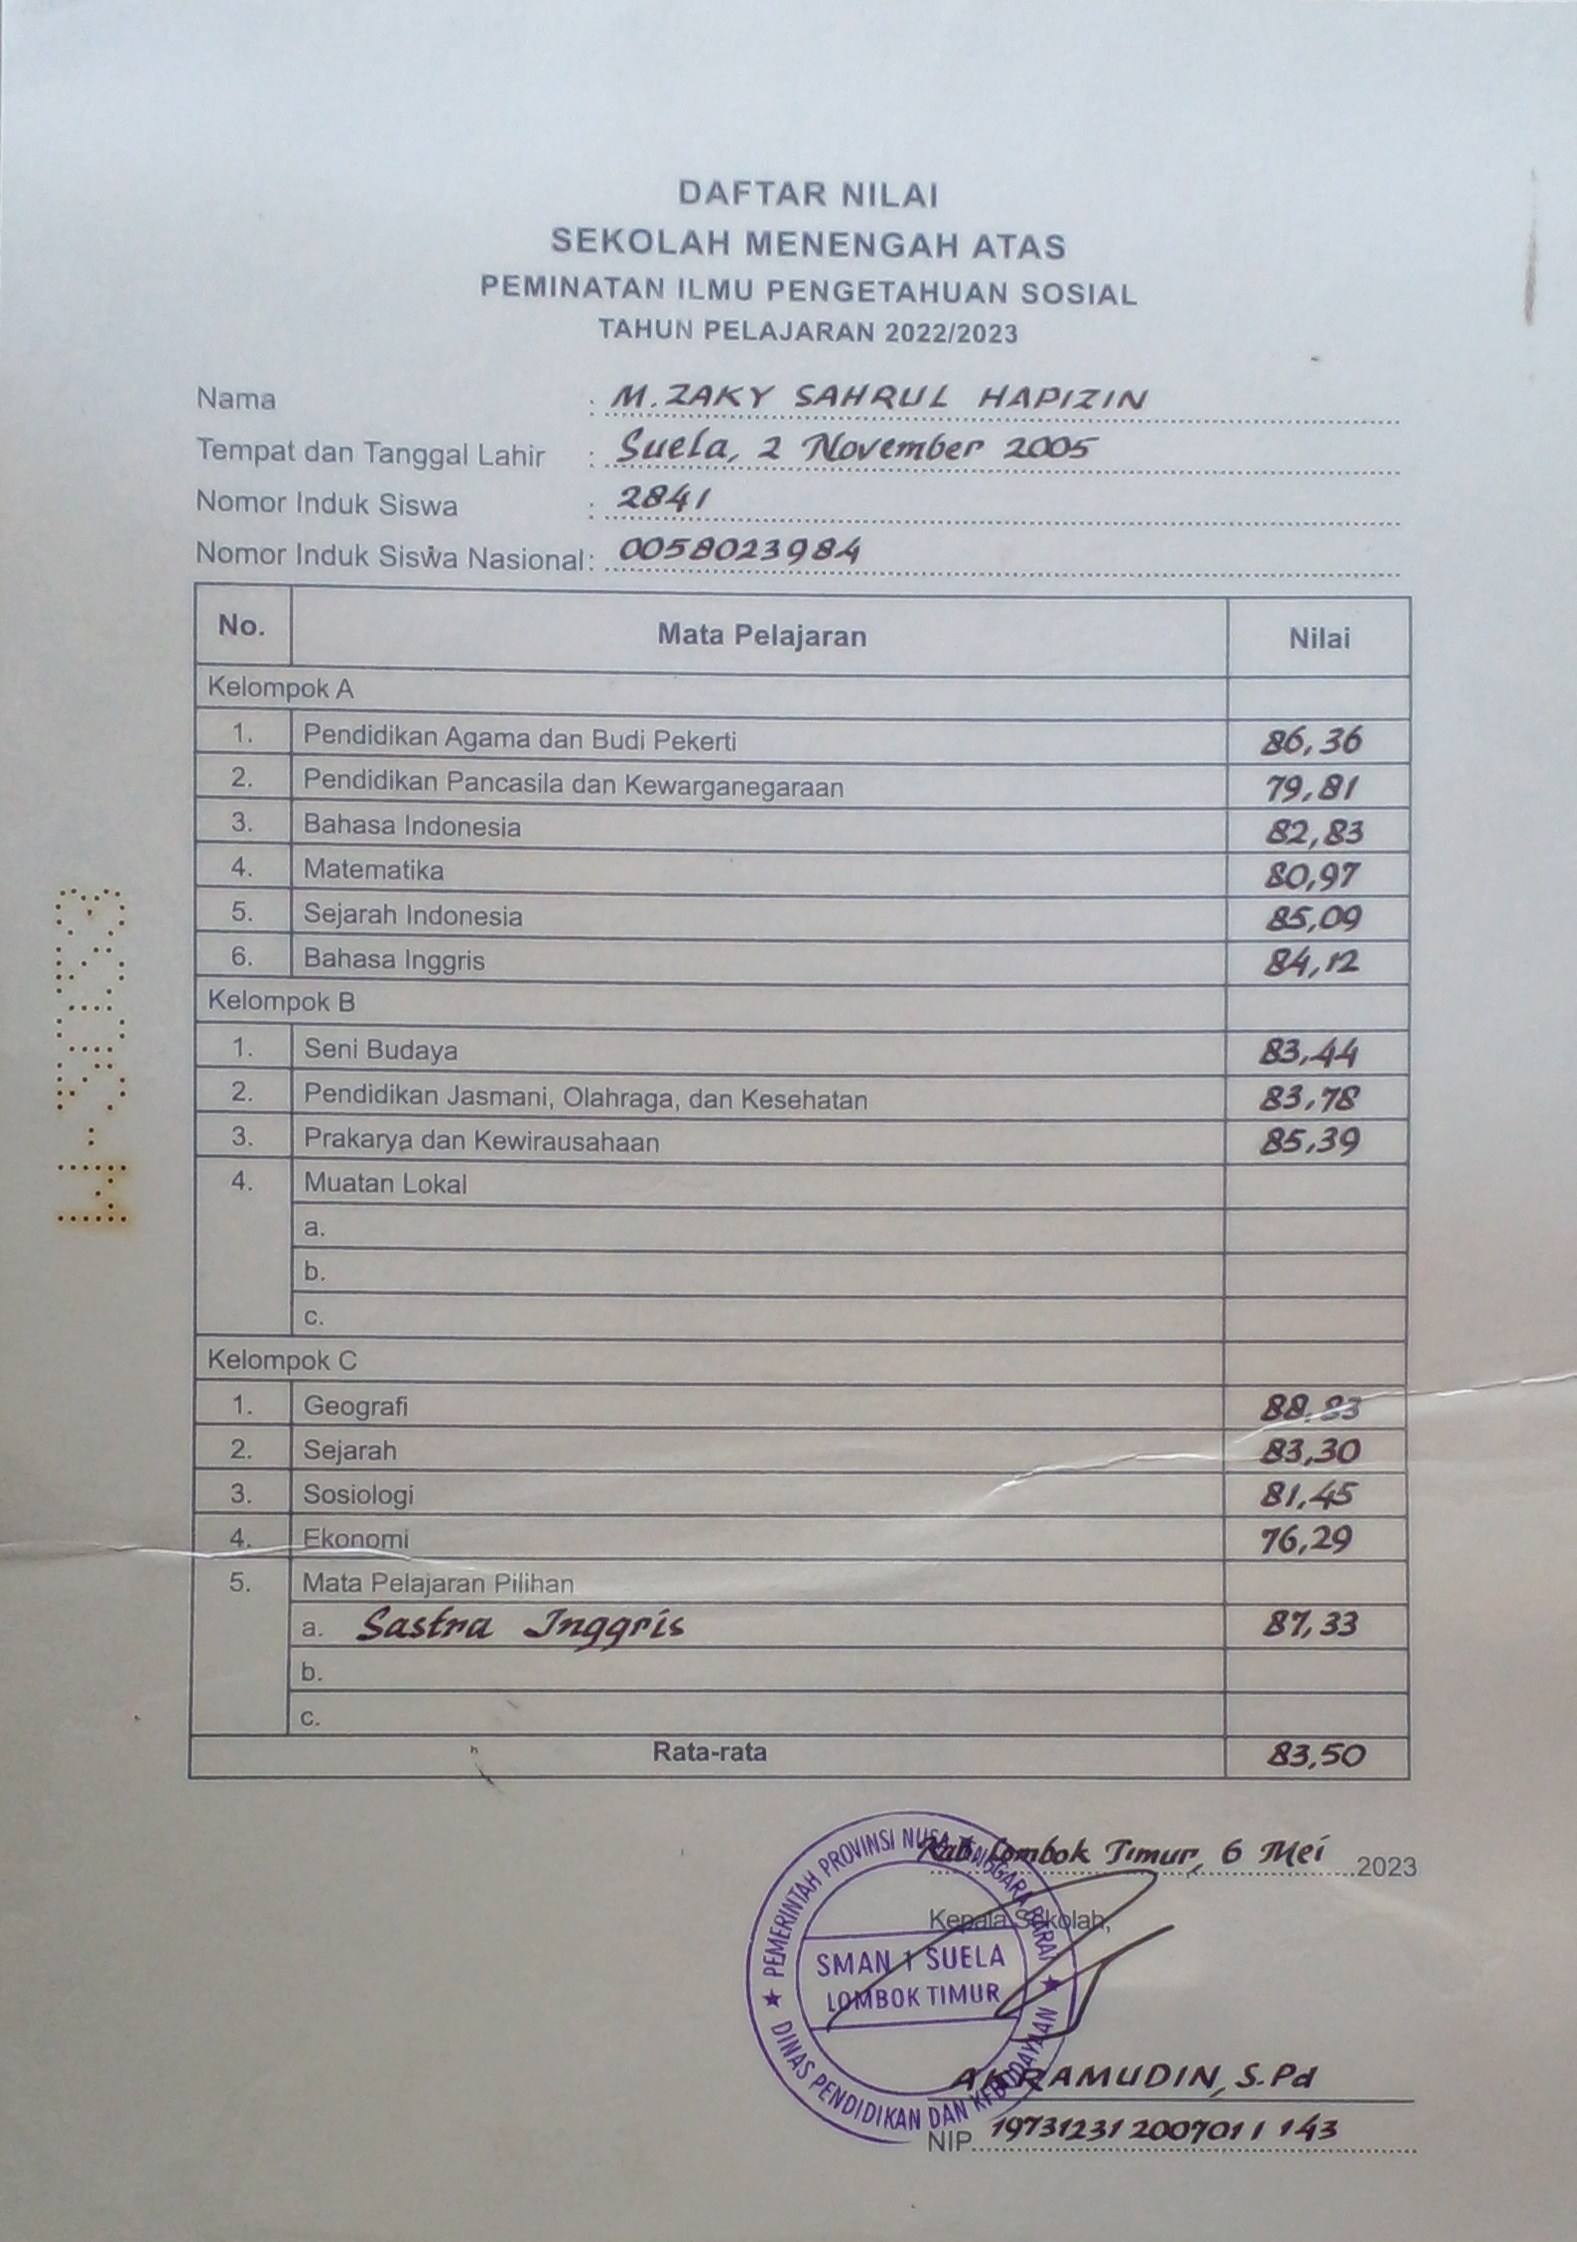 DAFTAR NILAI
SEKOLAH MENENGAH ATAS
PEMINATAN ILMU PENGETAHUAN SOSIAL
TAHUN PELAJARAN 2022/2023
Nama : M. ZAKY SAHRUL HAPIZIN
Tempat dan Tanggal Lahir : Suela, 2 November 2005
Nomor Induk Siswa : 2841
Nomor Induk Siswa Nasional: 0058023984
No. Mata Pelajaran Nilai
Kelompok A
1. Pendidikan Agama dan Budi Pekerti 86,36
2. Pendidikan Pancasila dan Kewarganegaraan 79,81
3. Bahasa Indonesia 82,83
4. Matematika 80,97
5. Sejarah Indonesia 85,09
6. Bahasa Inggris 84,12
Kelompok B
1. Seni Budaya 83,44
2. Pendidikan Jasmani, Olahraga, dan Kesehatan 83,78
3. Prakarya dan Kewirausahaan 85,39
4. Muatan Lokal
a.
b.
c.
Kelompok C
1. Geografi 88,83
2. Sejarah 83,30
3. Sosiologi 81,45
4. Ekonomi 76,29
5. Mata Pelajaran Pilihan
a. Sastra Inggris 87,33
b.
c.
Rata-rata 83,50
Kab. Lombok Timur, 6 Mei 2023
Kepala Sekolah,
PEMERINTAH PROVINSI NUSA TENGGARA BARAT
SMAN 1 SUELA
LOMBOK TIMUR
DINAS PENDIDIKAN DAN KEBUDAYAAN
AKRAMUDIN, S.Pd
NIP. 19731231 200701 1 143